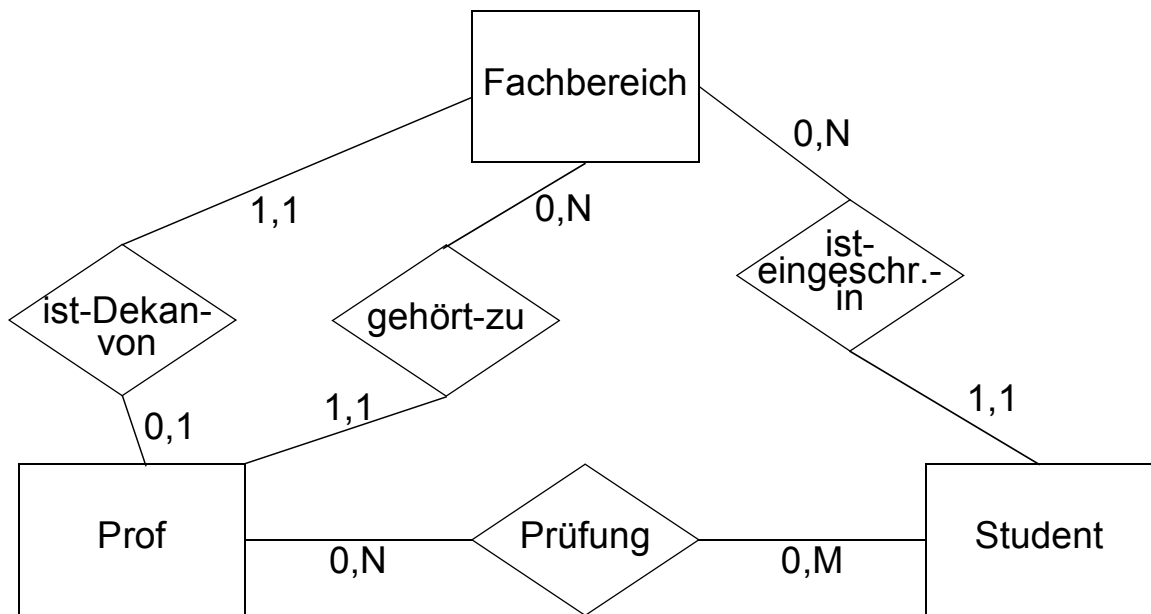 Fachbereich
0,N
1,1
0,N
ist-
eingeschr.-
in
ist-Dekan-
von
gehört-zu
0,1
1,1
1,1
Prof
0,N
Prüfung
0,M
Student